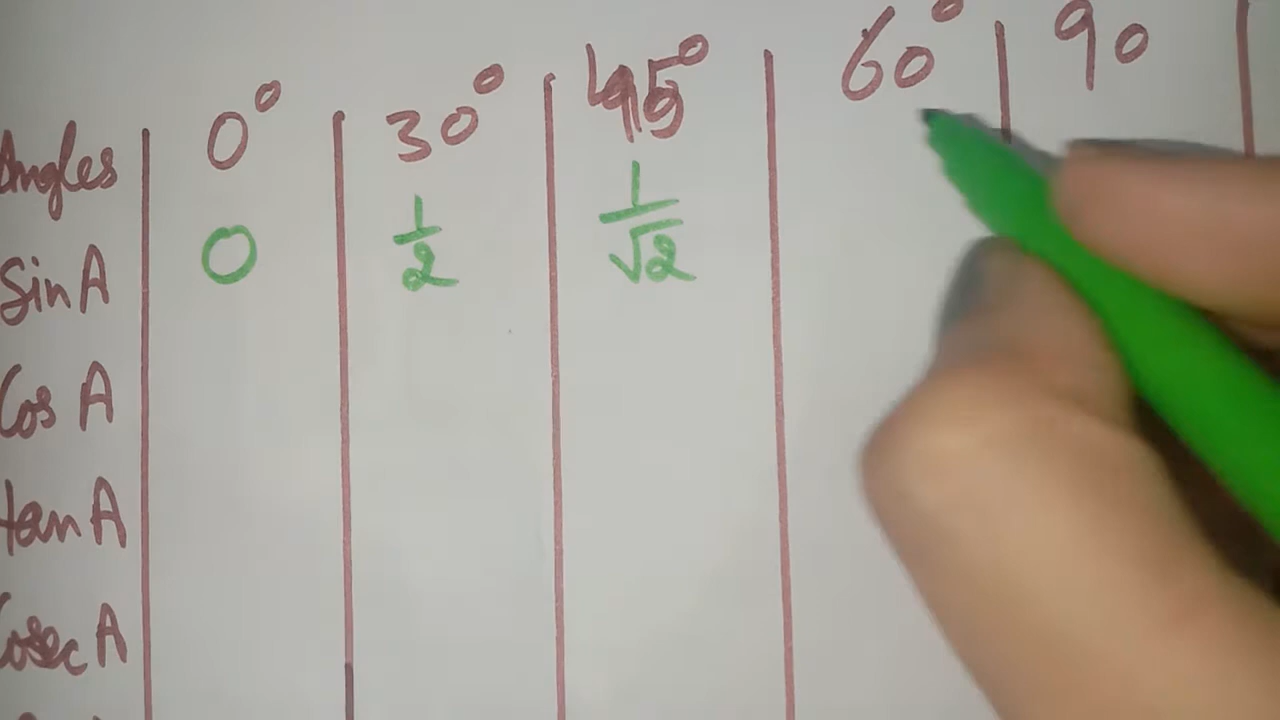 Angles 0° 30° 45° 60° 90
Sin A 0 1/2 1/√2
Cos A
tan A
Cosec A